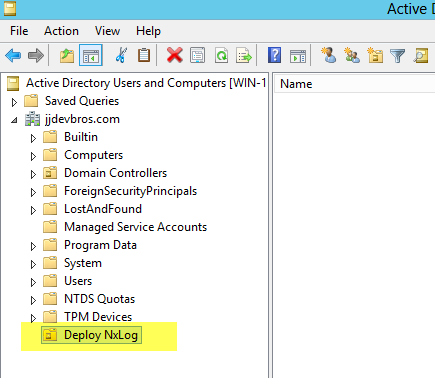 Active D
File Action View Help
Name
Active Directory Users and Computers [WIN-1
Saved Queries
jjdevbros.com
Builtin
Computers
Domain Controllers
ForeignSecurityPrincipals
LostAndFound
Managed Service Accounts
Program Data
System
Users
NTDS Quotas
TPM Devices
Deploy NxLog